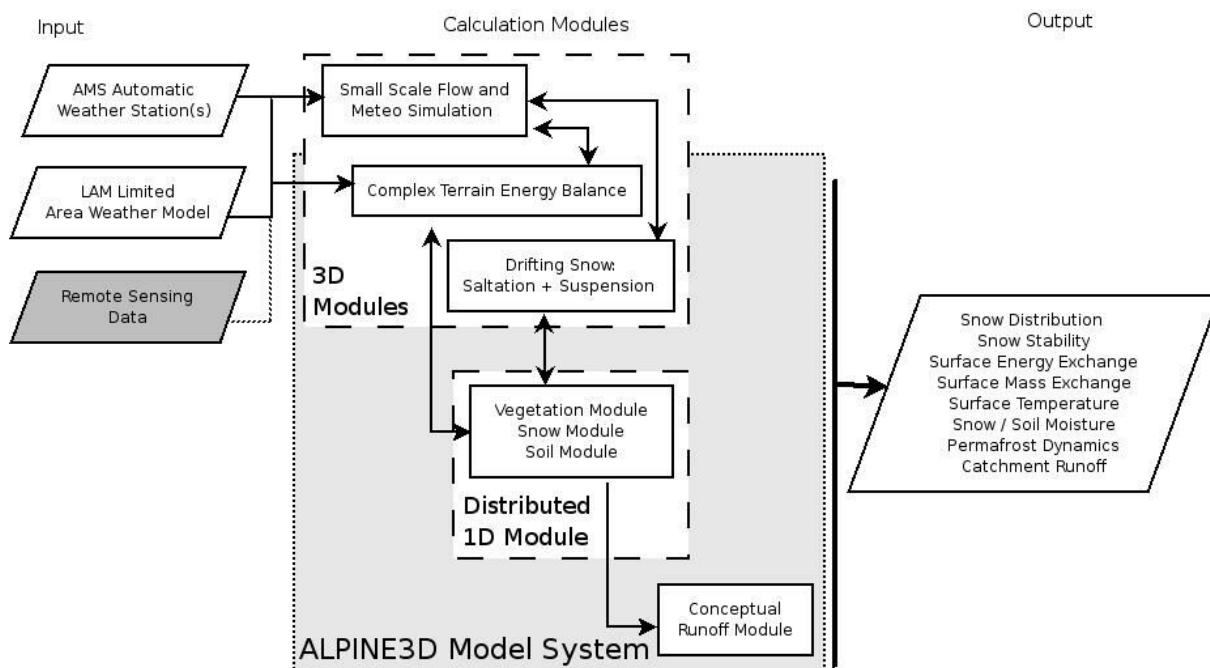 Input
Calculation Modules
Output
AMS Automatic
Weather Station(s)
LAM Limited
Area Weather Model
Remote Sensing
Data
Small Scale Flow and
Meteo Simulation
Complex Terrain Energy Balance
Drifting Snow:
Saltation + Suspension
3D
Modules
Vegetation Module
Snow Module
Soil Module
Distributed
1D Module
Conceptual
Runoff Module
ALPINE3D Model System
Snow Distribution
Snow Stability
Surface Energy Exchange
Surface Mass Exchange
Surface Temperature
Snow / Soil Moisture
Permafrost Dynamics
Catchment Runoff